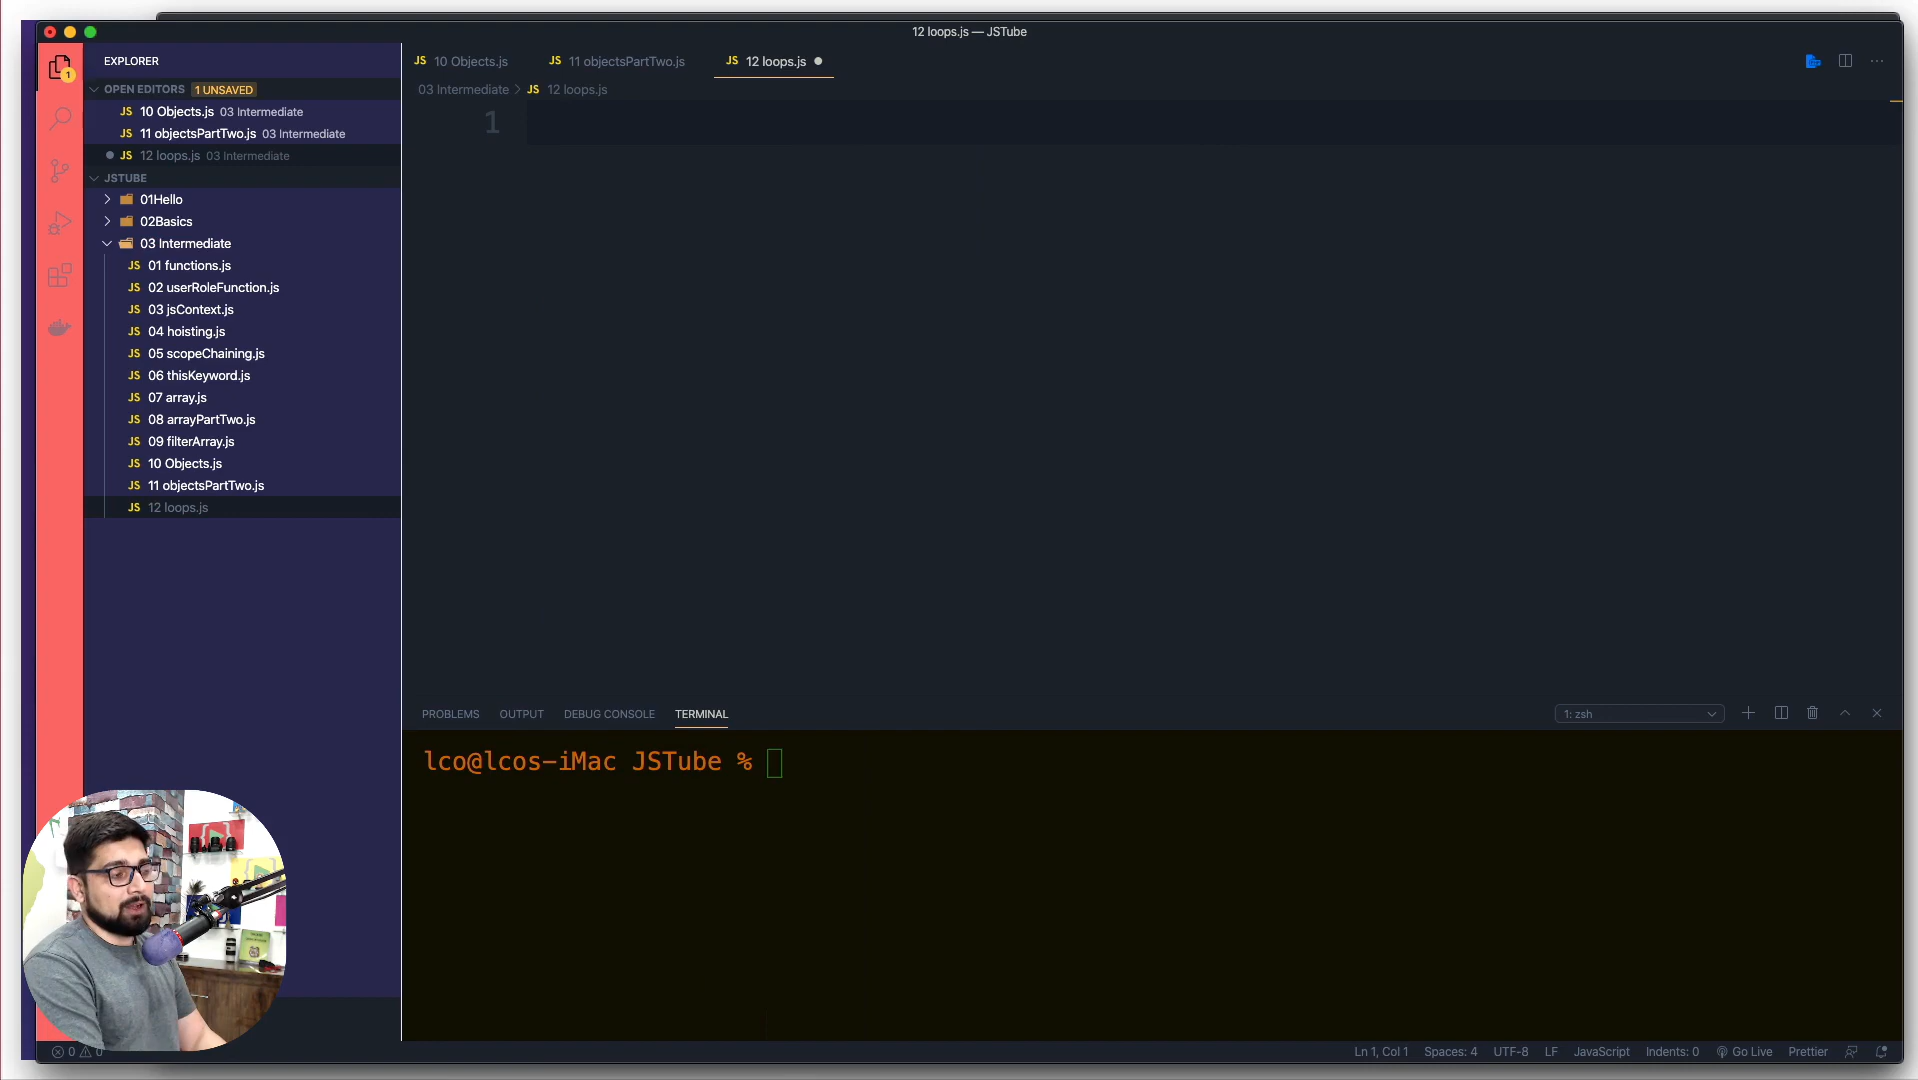 12 loops.js — JSTube
EXPLORER
OPEN EDITORS 1 UNSAVED
JS 10 Objects.js 03 Intermediate
JS 11 objectsPartTwo.js 03 Intermediate
JS 12 loops.js 03 Intermediate
JSTUBE
01Hello
02Basics
03 Intermediate
JS 01 functions.js
JS 02 userRoleFunction.js
JS 03 jsContext.js
JS 04 hoisting.js
JS 05 scopeChaining.js
JS 06 thisKeyword.js
JS 07 array.js
JS 08 arrayPartTwo.js
JS 09 filterArray.js
JS 10 Objects.js
JS 11 objectsPartTwo.js
JS 12 loops.js
1
JS 10 Objects.js JS 11 objectsPartTwo.js JS 12 loops.js
03 Intermediate > JS 12 loops.js
1
PROBLEMS OUTPUT DEBUG CONSOLE TERMINAL 1: zsh
lco@lcos-iMac JSTube %
0 0 Ln 1, Col 1 Spaces: 4 UTF-8 LF JavaScript Indents: 0 Go Live Prettier